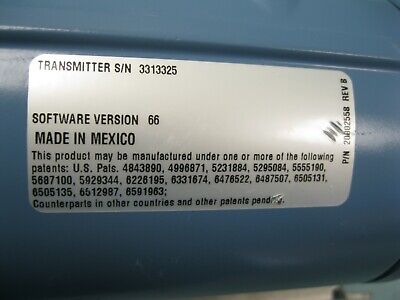 TRANSMITTER S/N 3313325
SOFTWARE VERSION 66
MADE IN MEXICO
This product may be manufactured under one or more of the following
patents: U.S. Pats. 4843890, 4996871, 5231884, 5295084, 5555190,
5687100, 5929344, 6226195, 6331674, 6476522, 6487507, 6505131,
6505135, 6512987, 6591963;
Counterparts in other countries and other patents pending.
P/N 20002558 REV B